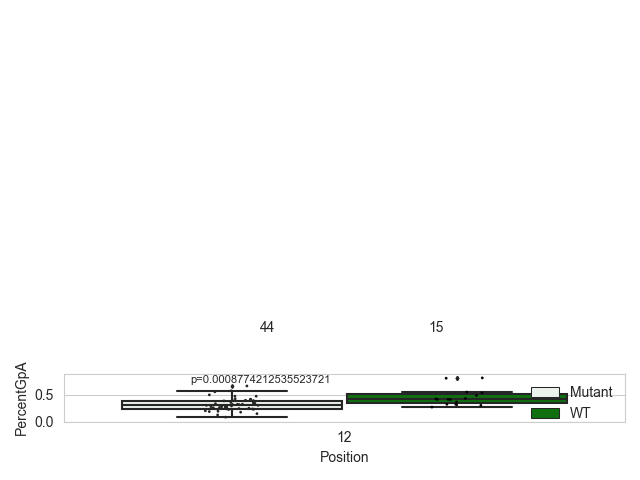 44 15
PercentGpA
p=0.0008774212535523721
0.5
0.0
Mutant
WT
12
Position